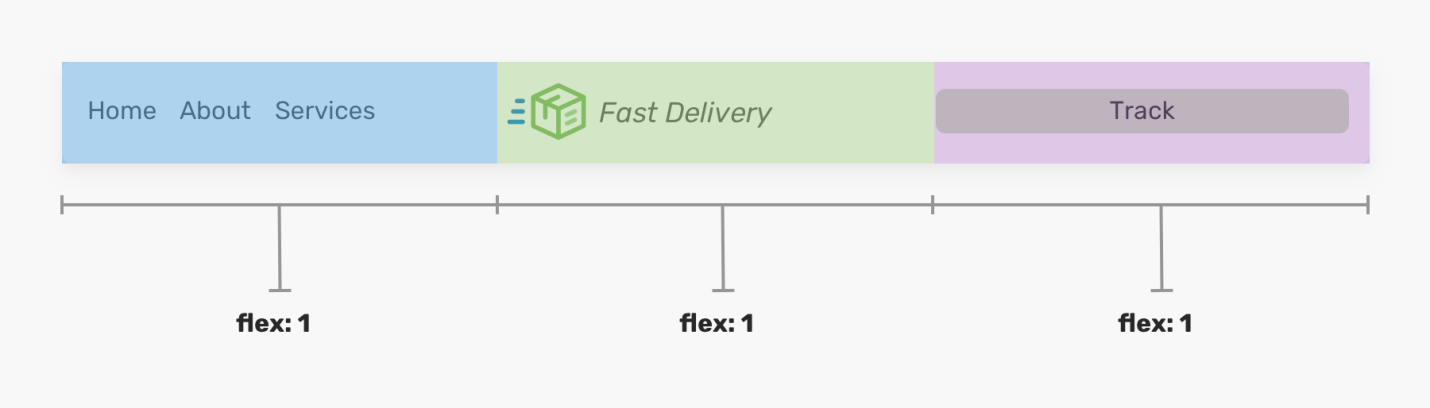 Home About Services Fast Delivery Track
flex: 1 flex: 1 flex: 1